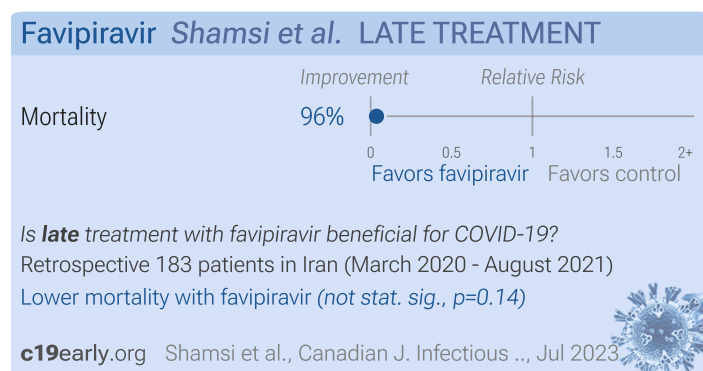 Favipiravir Shamsi et al. LATE TREATMENT
Improvement Relative Risk
Mortality 96%
0 0.5 1 1.5 2+
Favors favipiravir Favors control
Is late treatment with favipiravir beneficial for COVID-19?
Retrospective 183 patients in Iran (March 2020 - August 2021)
Lower mortality with favipiravir (not stat. sig., p=0.14)
c19early.org Shamsi et al., Canadian J. Infectious .., Jul 2023